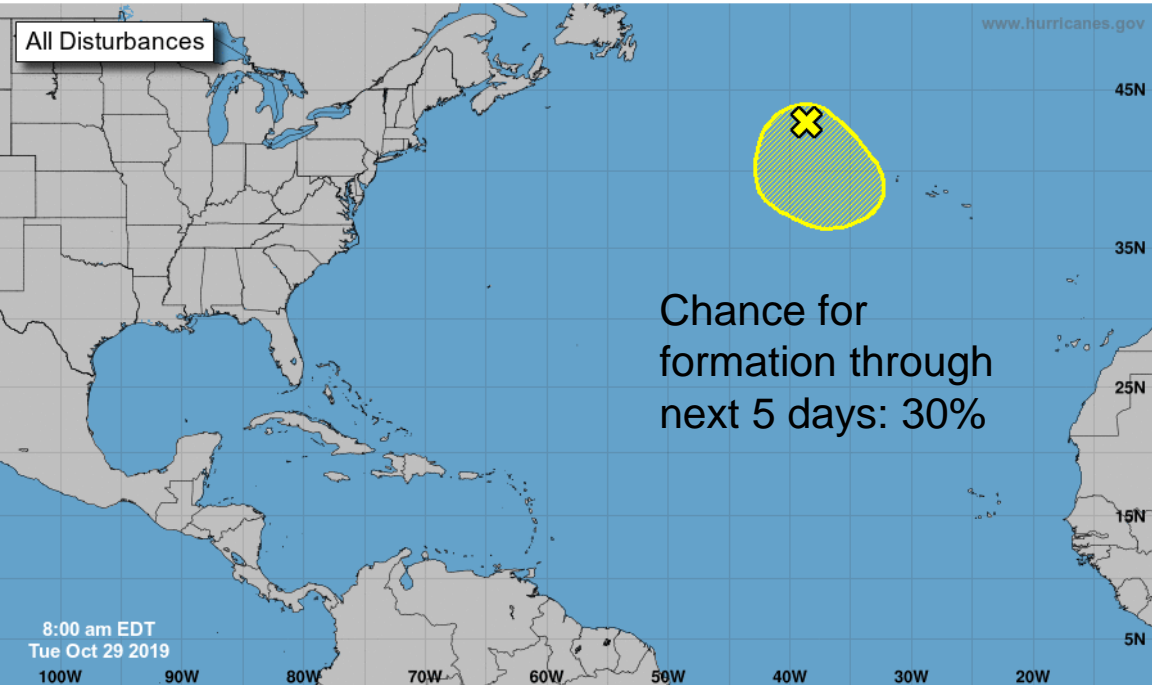 All Disturbances
www.hurricanes.gov
45N
35N
Chance for
formation through
next 5 days: 30%
25N
15N
8:00 am EDT
Tue Oct 29 2019
5N
100W 90W 80W 70W 60W 50W 40W 30W 20W